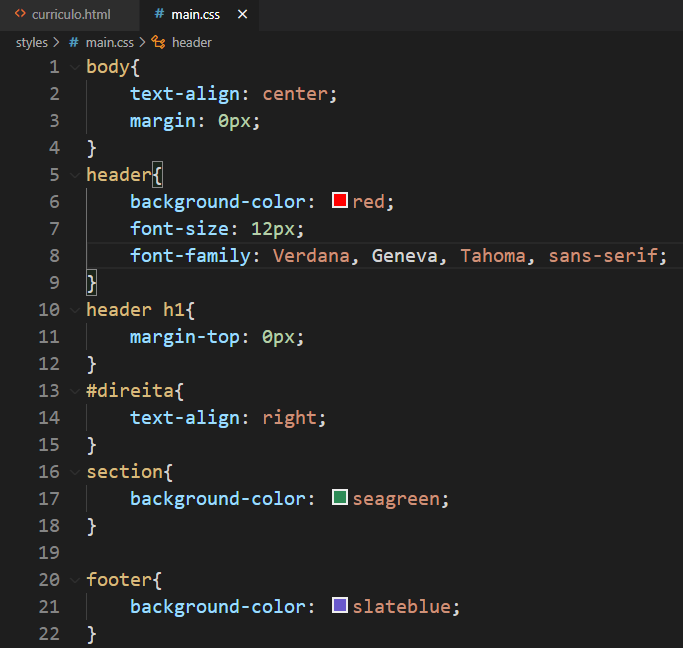 curriculo.html # main.css ×
styles > # main.css > header
1 body{
2 text-align: center;
3 margin: 0px;
4 }
5 header{
6 background-color: red;
7 font-size: 12px;
8 font-family: Verdana, Geneva, Tahoma, sans-serif;
9 }
10 header h1{
11 margin-top: 0px;
12 }
13 #direita{
14 text-align: right;
15 }
16 section{
17 background-color: seagreen;
18 }
19
20 footer{
21 background-color: slateblue;
22 }